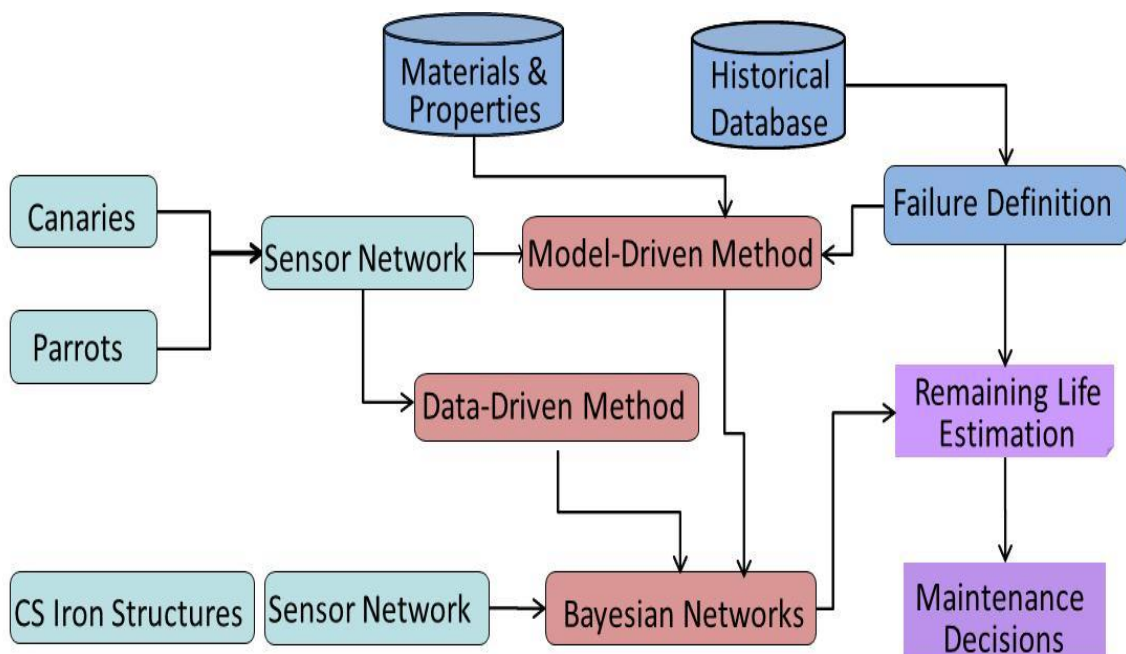 Materials &
Properties
Historical
Database
Canaries
Sensor Network
Model-Driven Method
Failure Definition
Parrots
Data-Driven Method
Remaining Life
Estimation
CS Iron Structures
Sensor Network
Bayesian Networks
Maintenance
Decisions